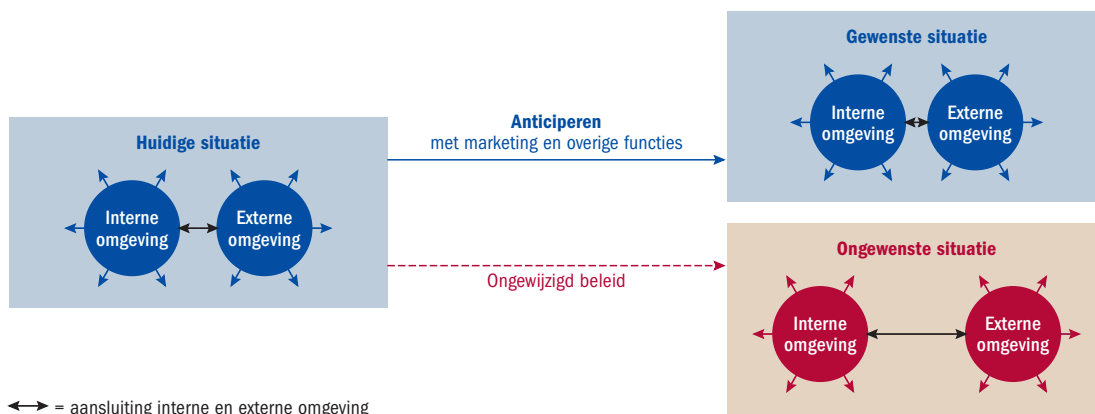 Huidige situatie
Interne
omgeving
Externe
omgeving
Anticiperen
met marketing en overige functies
Ongewijzigd beleid
Gewenste situatie
Interne
omgeving
Externe
omgeving
Ongewenste situatie
Interne
omgeving
Externe
omgeving
= aansluiting interne en externe omgeving